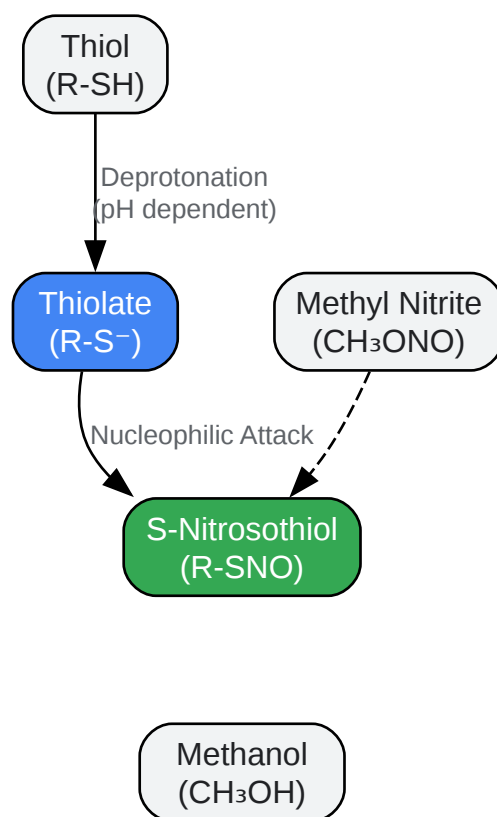 Thiol
(R-SH)
Deprotonation
(pH dependent)
Thiolate
(R-S⁻)
Methyl Nitrite
(CH₃ONO)
Nucleophilic Attack
S-Nitrosothiol
(R-SNO)
Methanol
(CH₃OH)